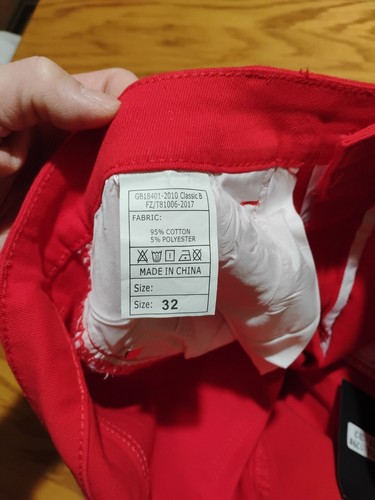 GB18401-2010 Classic B
FZ/T81006-2017
FABRIC:
95% COTTON
5% POLYESTER
MADE IN CHINA
Size:
Size: 32